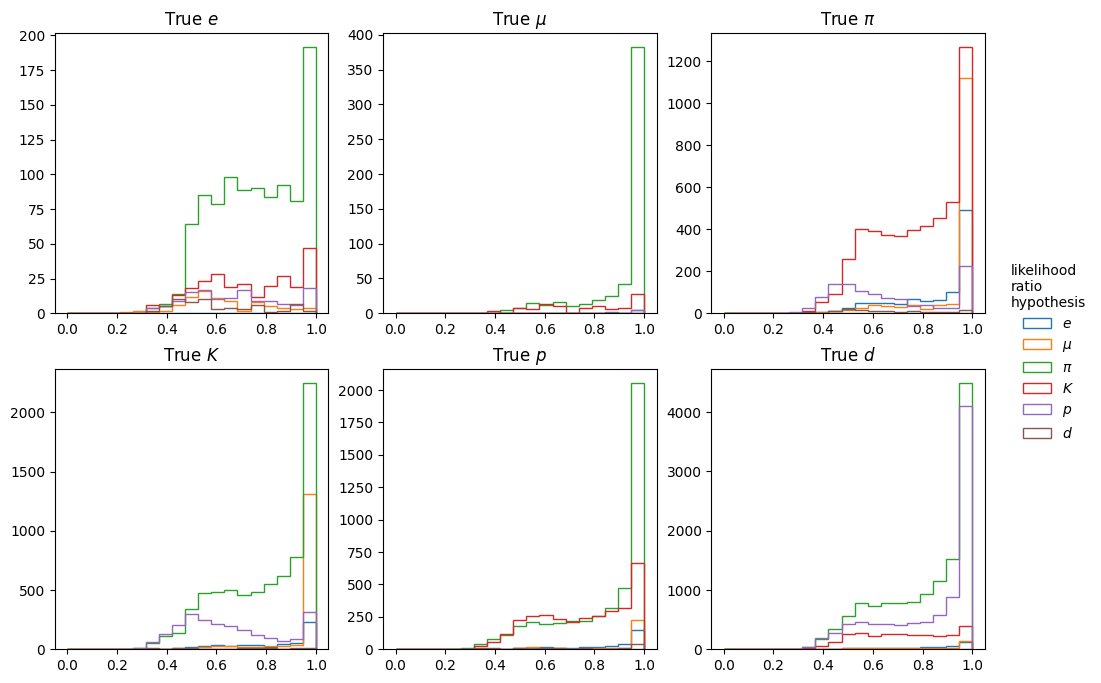 True e
True μ
True π
200
175
150
125
100
75
50
25
0
0.0 0.2 0.4 0.6 0.8 1.0
400
350
300
250
200
150
100
50
0
0.0 0.2 0.4 0.6 0.8 1.0
1200
1000
800
600
400
200
0
0.0 0.2 0.4 0.6 0.8 1.0
True K
True p
True d
2000
1500
1000
500
0
0.0 0.2 0.4 0.6 0.8 1.0
2000
1750
1500
1250
1000
750
500
250
0
0.0 0.2 0.4 0.6 0.8 1.0
4000
3000
2000
1000
0
0.0 0.2 0.4 0.6 0.8 1.0
likelihood
ratio
hypothesis
e
μ
π
K
p
d